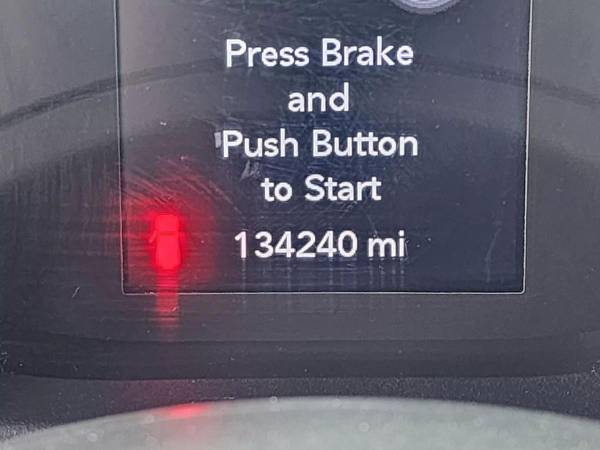 Press Brake
and
Push Button
to Start
134240 mi